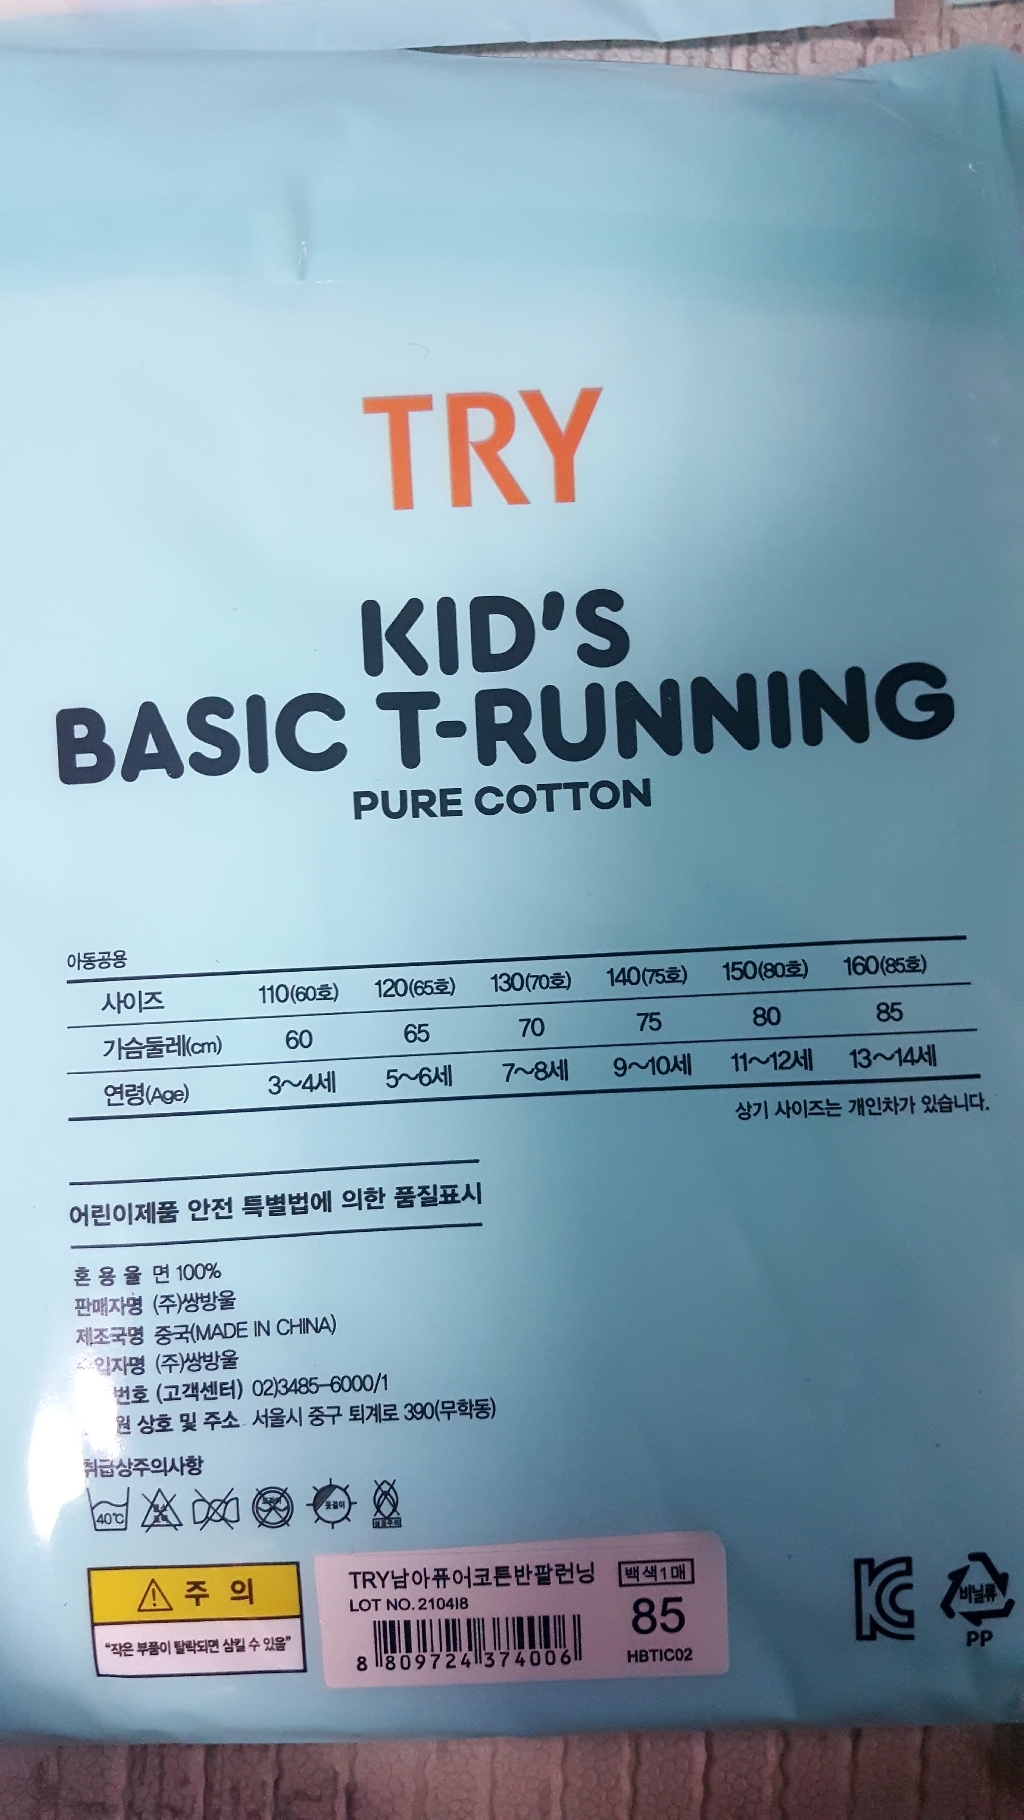 TRY
KID'S
BASIC T-RUNNING
PURE COTTON
아동공용
사이즈 110(60호) 120(65호) 130(70호) 140(75호) 150(80호) 160(85호)
가슴둘레(cm) 60 65 70 75 80 85
연령(Age) 3~4세 5~6세 7~8세 9~10세 11~12세 13~14세
상기 사이즈는 개인차가 있습니다.
어린이제품 안전 특별법에 의한 품질표시
혼용율 면 100%
판매자명 (주)쌍방울
제조국명 중국(MADE IN CHINA)
입자명 (주)쌍방울
번호 (고객센터) 02)3485-6000/1
원 상호 및 주소 서울시 중구 퇴계로 390(무학동)
취급상주의사항
40℃
옷걸이
주 의
"작은 부품이 탈락되면 삼킬 수 있음"
TRY남아퓨어코튼반팔런닝 백색1매
LOT NO. 210418
85
8 809724 374006
HBTIC02
KC
비닐류
PP